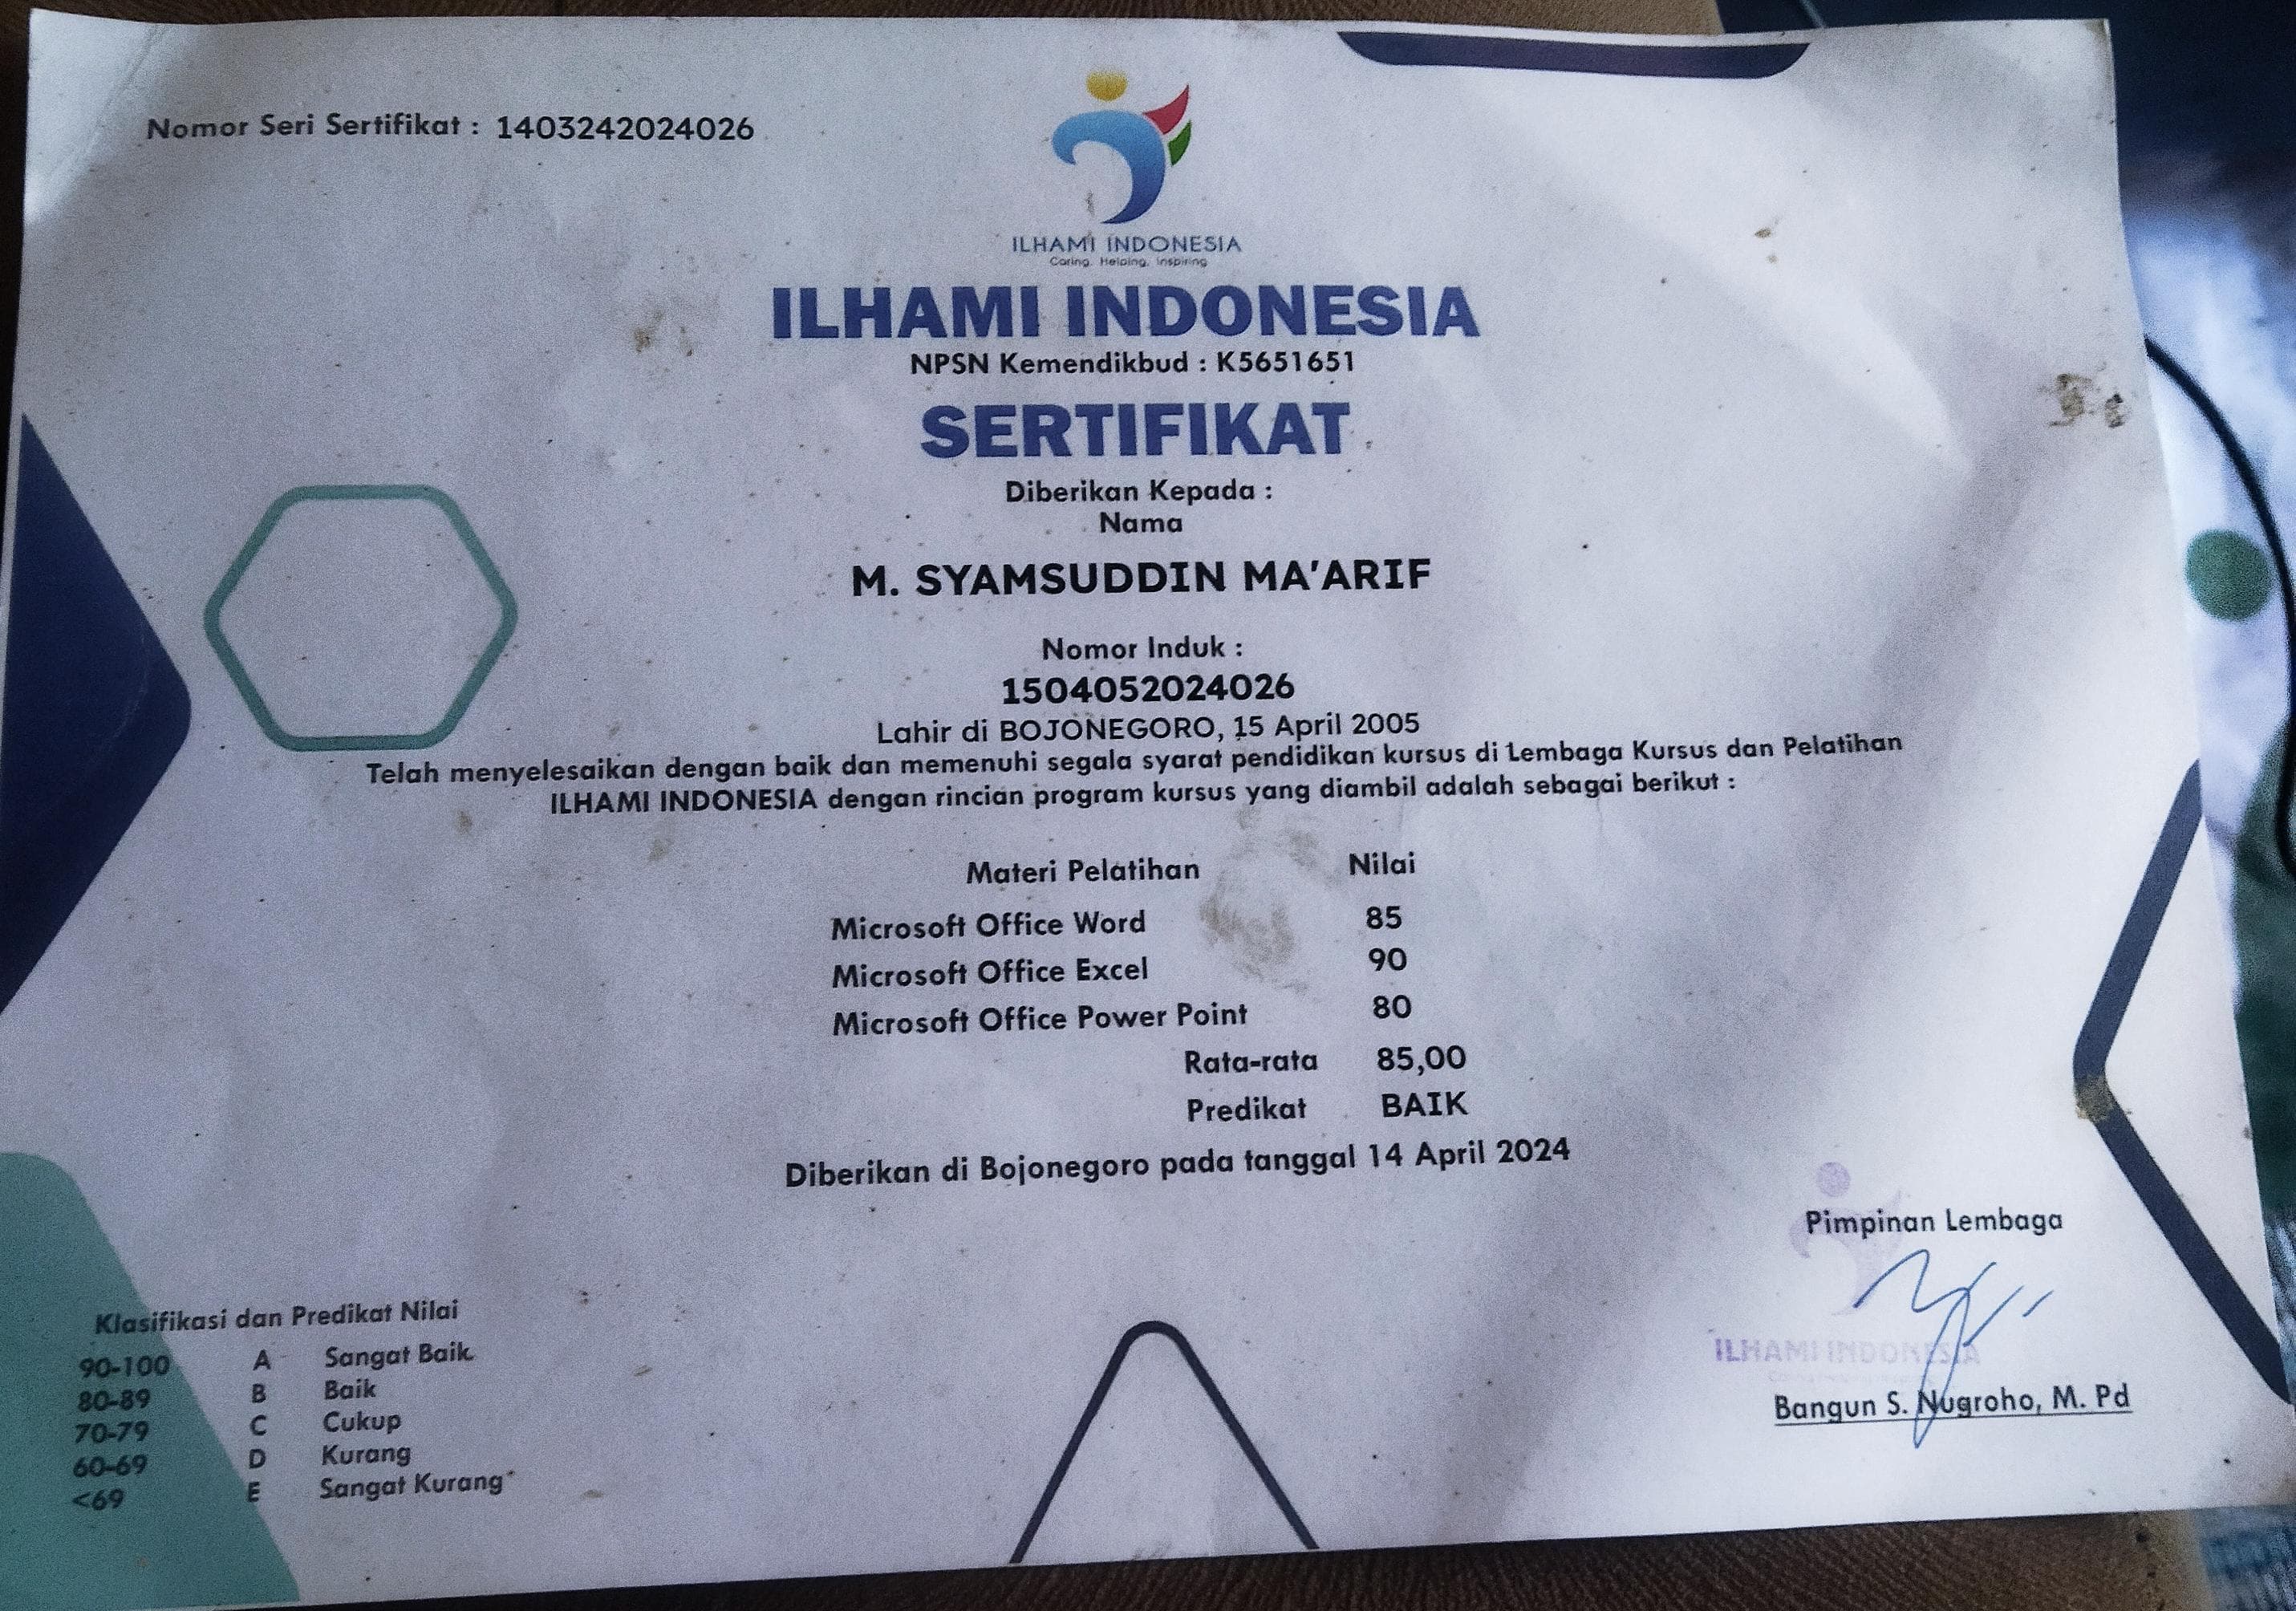 Nomor Seri Sertifikat : 1403242024026
ILHAMI INDONESIA
Caring. Helping. Inspiring
ILHAMI INDONESIA
NPSN Kemendikbud : K5651651
SERTIFIKAT
Diberikan Kepada :
Nama
M. SYAMSUDDIN MA'ARIF
Nomor Induk :
1504052024026
Lahir di BOJONEGORO, 15 April 2005
Telah menyelesaikan dengan baik dan memenuhi segala syarat pendidikan kursus di Lembaga Kursus dan Pelatihan
ILHAMI INDONESIA dengan rincian program kursus yang diambil adalah sebagai berikut :
Materi Pelatihan Nilai
Microsoft Office Word 85
Microsoft Office Excel 90
Microsoft Office Power Point 80
Rata-rata 85,00
Predikat BAIK
Diberikan di Bojonegoro pada tanggal 14 April 2024
Pimpinan Lembaga
ILHAMI INDONESIA
Bangun S. Nugroho, M. Pd
Klasifikasi dan Predikat Nilai
90-100 A Sangat Baik
80-89 B Baik
70-79 C Cukup
60-69 D Kurang
<69 E Sangat Kurang